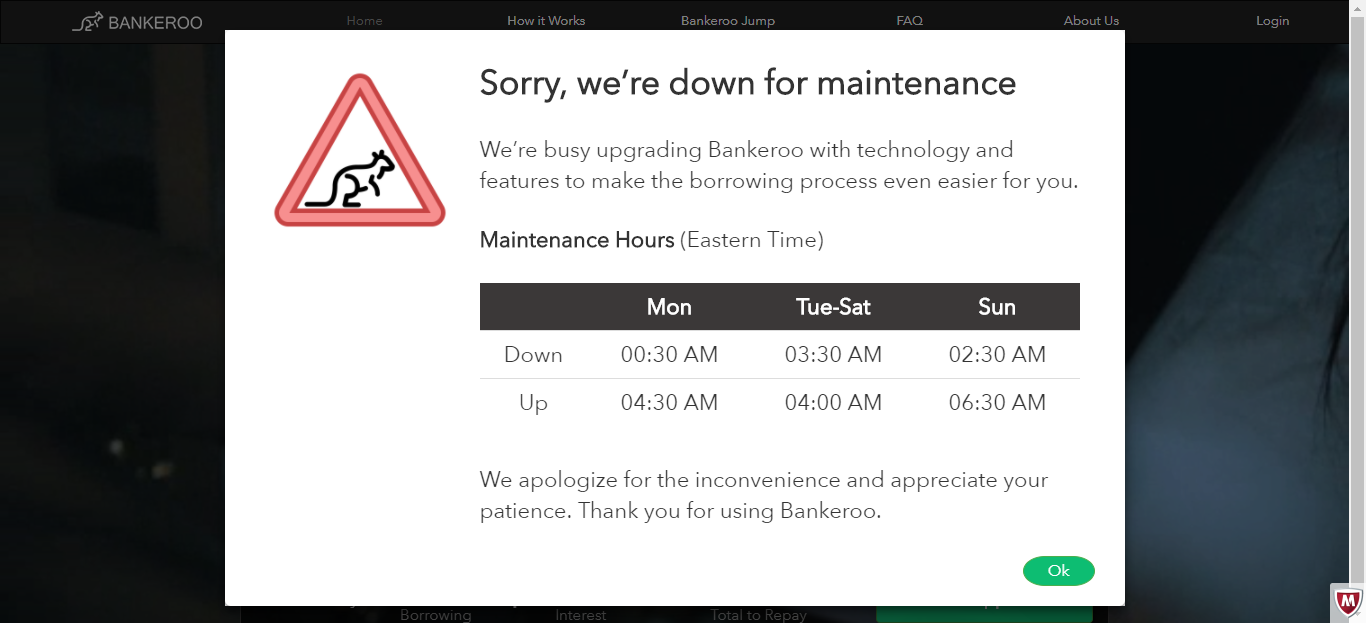 BANKEROO Home How it Works Bankeroo Jump FAQ About Us Login
Sorry, we’re down for maintenance
We’re busy upgrading Bankeroo with technology and
features to make the borrowing process even easier for you.
Maintenance Hours (Eastern Time)
Mon Tue-Sat Sun
Down 00:30 AM 03:30 AM 02:30 AM
Up 04:30 AM 04:00 AM 06:30 AM
We apologize for the inconvenience and appreciate your
patience. Thank you for using Bankeroo.
Ok
Borrowing Interest Total to Repay